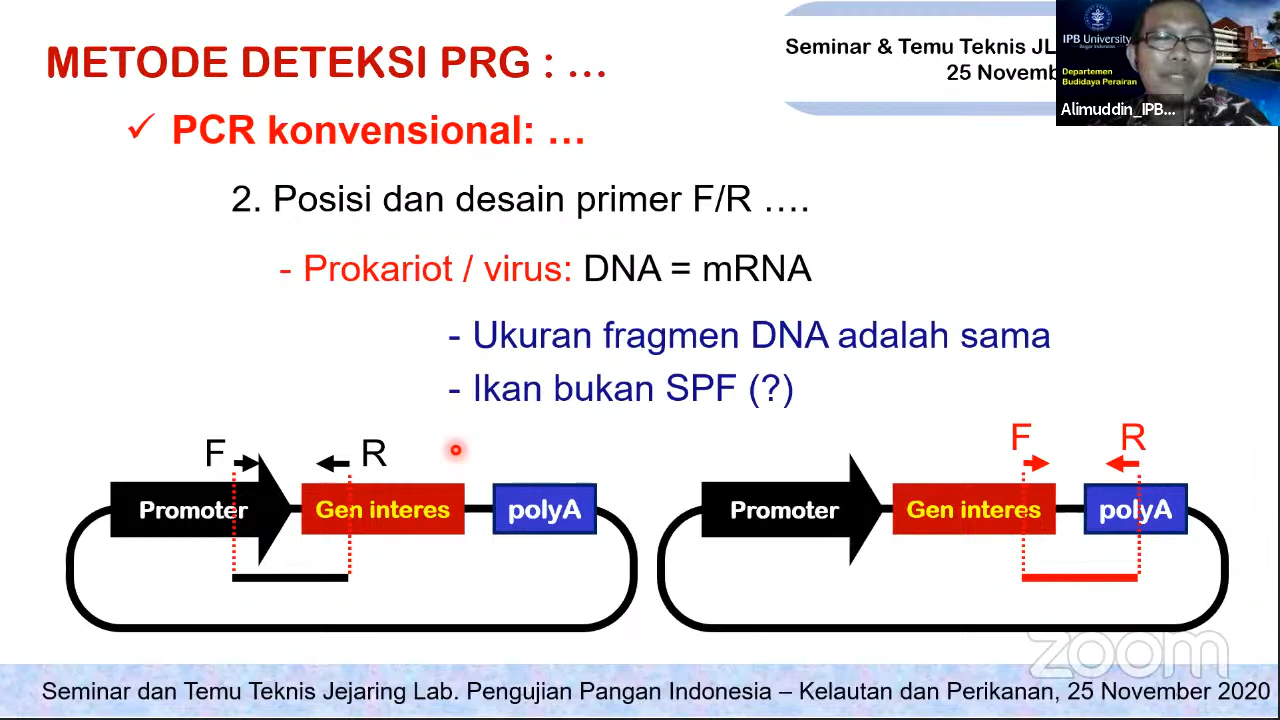 METODE DETEKSI PRG : ...
Seminar & Temu Teknis JL
25 Novemb
IPB University
Bogor Indonesia
Departemen
Budidaya Perairan
Alimuddin_IPB...
✓ PCR konvensional: ...
2. Posisi dan desain primer F/R ....
- Prokariot / virus: DNA = mRNA
- Ukuran fragmen DNA adalah sama
- Ikan bukan SPF (?)
F R
F R
Promoter Gen interes polyA
Promoter Gen interes polyA
zoom
Seminar dan Temu Teknis Jejaring Lab. Pengujian Pangan Indonesia – Kelautan dan Perikanan, 25 November 2020